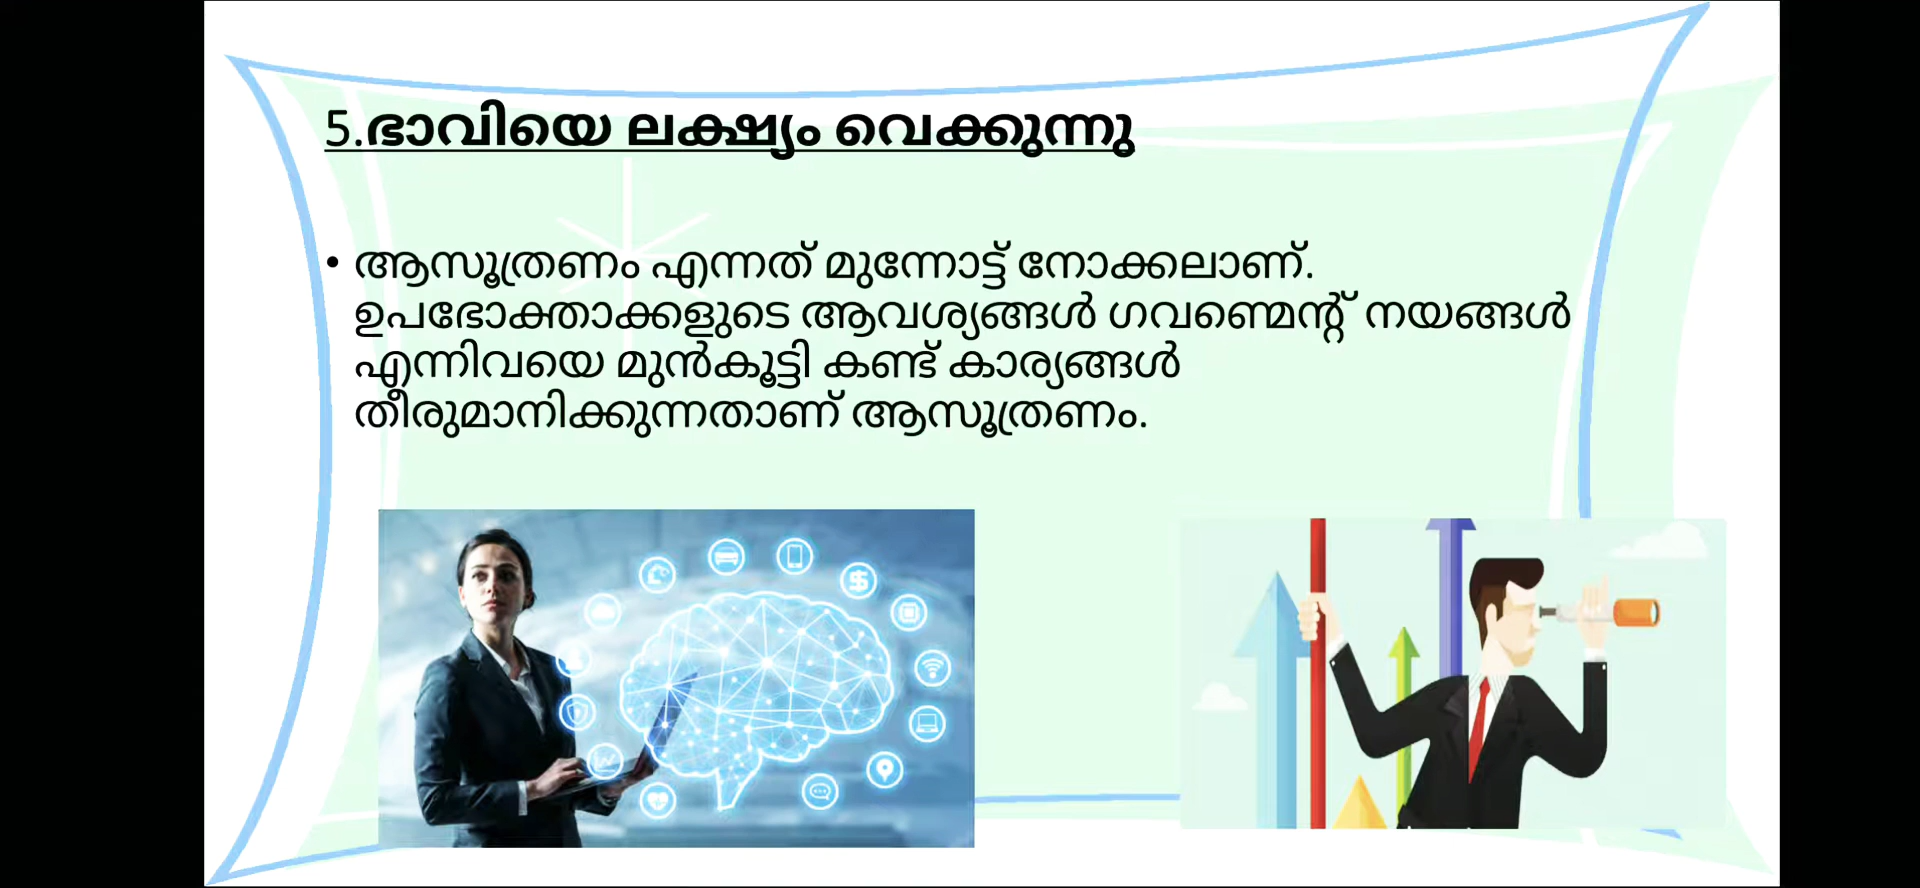 5.ഭാവിയെ ലക്ഷ്യം വെക്കുന്നു
• ആസൂത്രണം എന്നത് മുന്നോട്ട് നോക്കലാണ്.
ഉപഭോക്താക്കളുടെ ആവശ്യങ്ങൾ ഗവണ്മെന്റ് നയങ്ങൾ
എന്നിവയെ മുൻകൂട്ടി കണ്ട് കാര്യങ്ങൾ
തീരുമാനിക്കുന്നതാണ് ആസൂത്രണം.